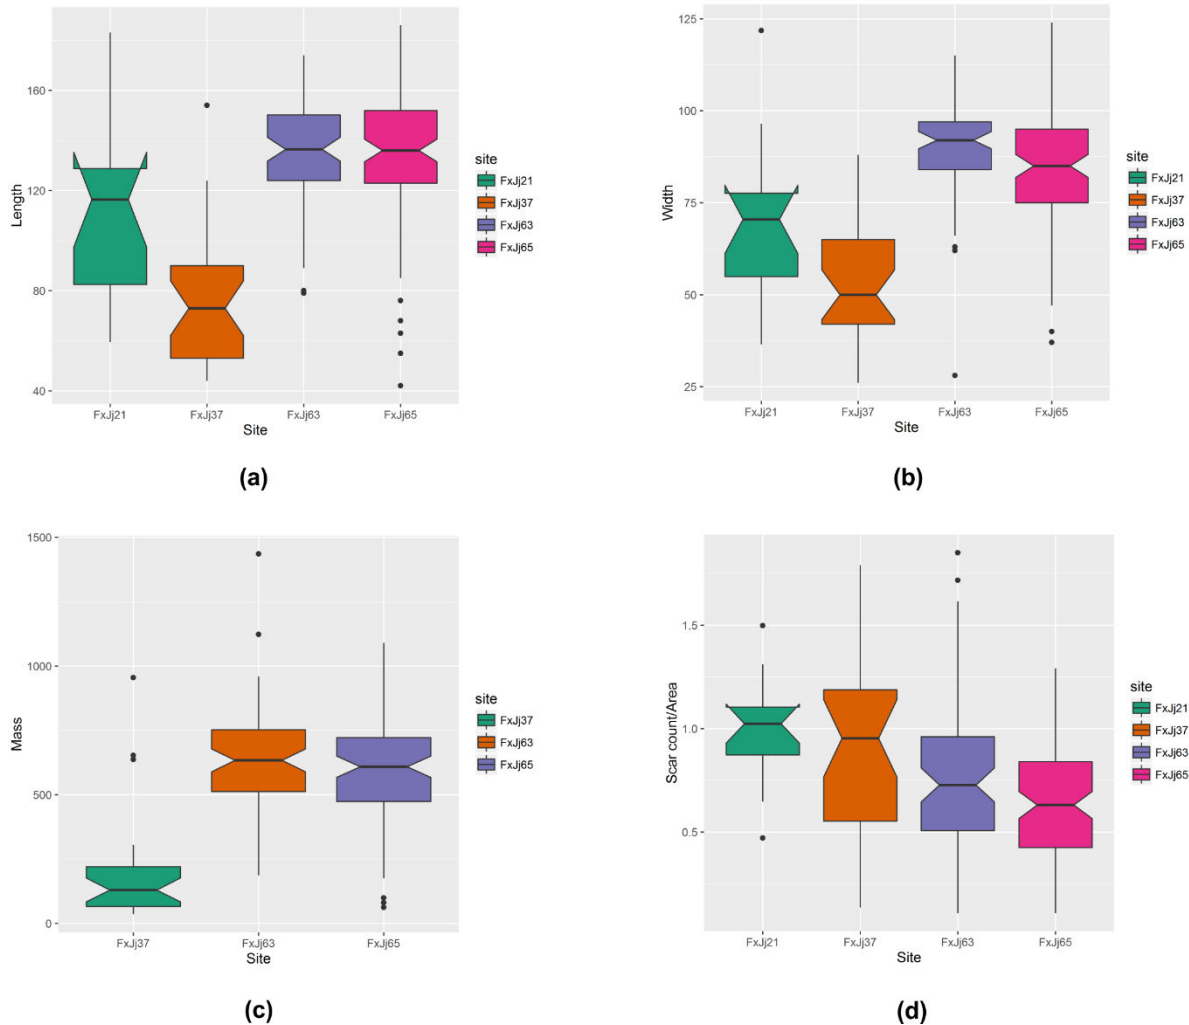 160
120
80
40
Length
FxJj21
FxJj37
FxJj63
FxJj65
Site
site
FxJj21
FxJj37
FxJj63
FxJj65
(a)
125
100
75
50
25
Width
FxJj21
FxJj37
FxJj63
FxJj65
Site
site
FxJj21
FxJj37
FxJj63
FxJj65
(b)
1500
1000
500
0
Mass
FxJj37
FxJj63
FxJj65
Site
site
FxJj37
FxJj63
FxJj65
(c)
1.5
1.0
0.5
Scar count/Area
FxJj21
FxJj37
FxJj63
FxJj65
Site
site
FxJj21
FxJj37
FxJj63
FxJj65
(d)